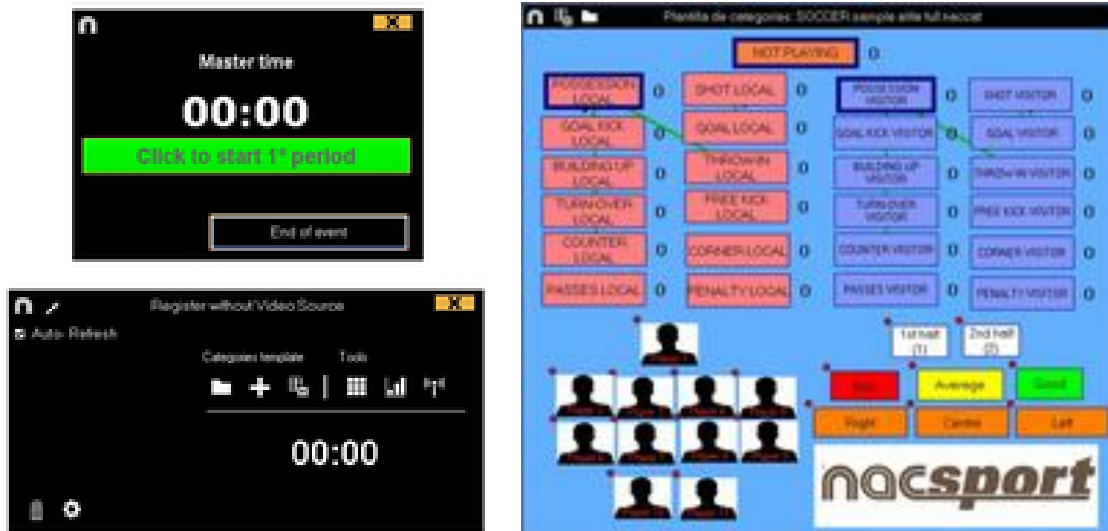 Master time
00:00
Click to start 1º period
End of event
Register without Video Source
Auto- Refresh
Categories template Tools
00:00
Plantilla de categories: SOCCER sample elite full.naccat
NOT PLAYING 0
POSSESSION LOCAL 0 SHOT LOCAL 0 POSSESSION VISITOR 0 SHOT VISITOR 0
GOAL KICK LOCAL 0 GOAL LOCAL 0 GOAL KICK VISITOR 0 GOAL VISITOR 0
BUILDING UP LOCAL 0 THROW-IN LOCAL 0 BUILDING UP VISITOR 0 THROW-IN VISITOR 0
TURN-OVER LOCAL 0 FREE KICK LOCAL 0 TURN-OVER VISITOR 0 FREE KICK VISITOR 0
COUNTER LOCAL 0 CORNER LOCAL 0 COUNTER VISITOR 0 CORNER VISITOR 0
PASSES LOCAL 0 PENALTY LOCAL 0 PASSES VISITOR 0 PENALTY VISITOR 0
1st half (1) 2nd half (2)
Average Good
Right Centre Left
nacsport